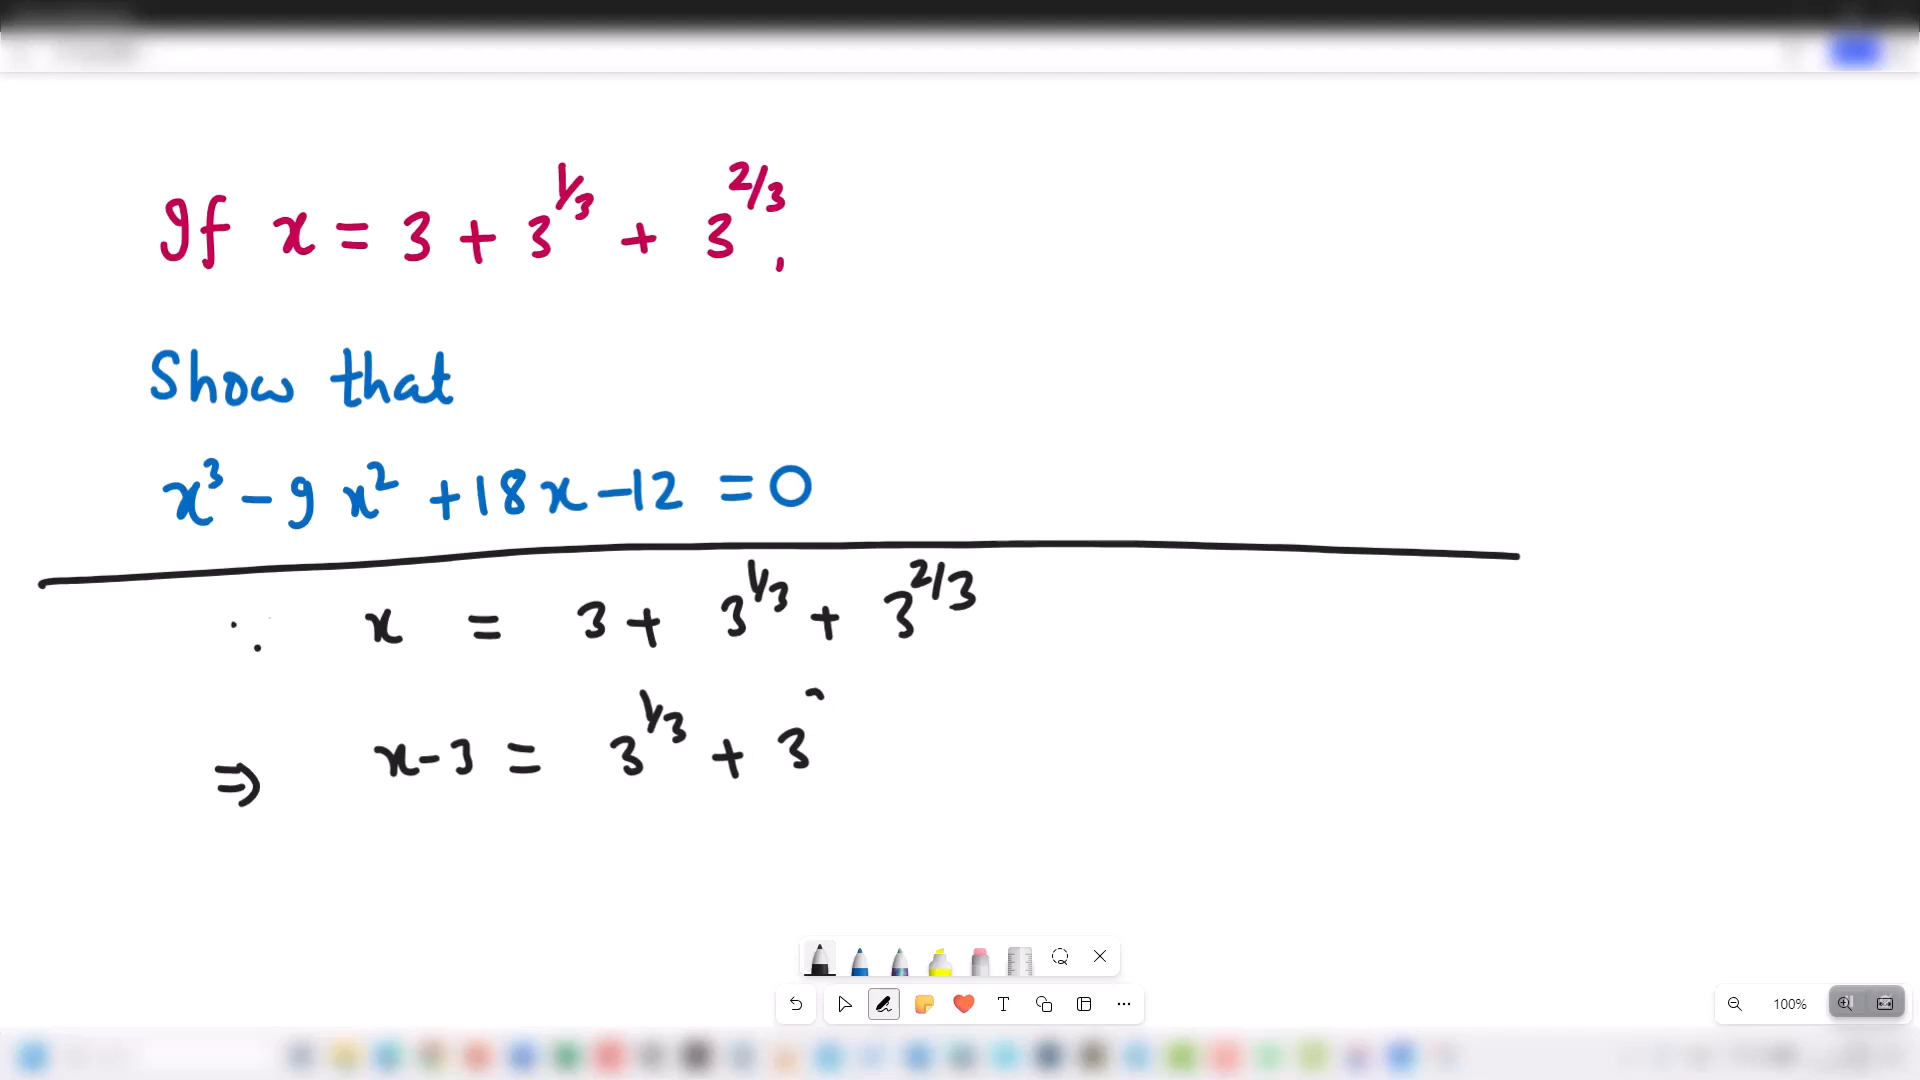 If x = 3 + 3^{1/3} + 3^{2/3},
Show that
x³ - 9x² + 18x - 12 = 0
∵ x = 3 + 3^{1/3} + 3^{2/3}
⇒ x - 3 = 3^{1/3} + 3
T
100%